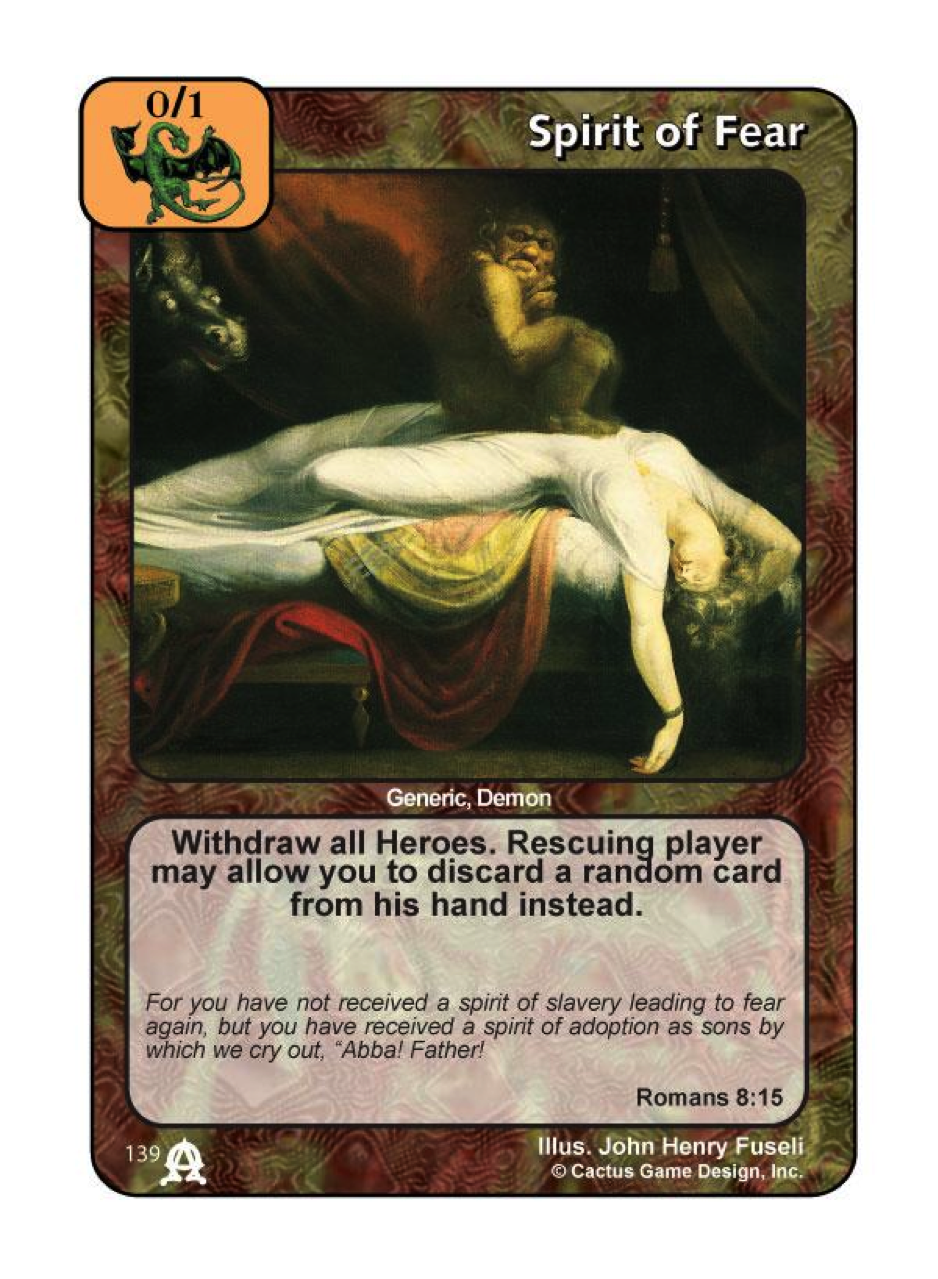 0/1
Spirit of Fear
Generic, Demon
Withdraw all Heroes. Rescuing player
may allow you to discard a random card
from his hand instead.
For you have not received a spirit of slavery leading to fear
again, but you have received a spirit of adoption as sons by
which we cry out, “Abba! Father!
Romans 8:15
139
Illus. John Henry Fuseli
© Cactus Game Design, Inc.